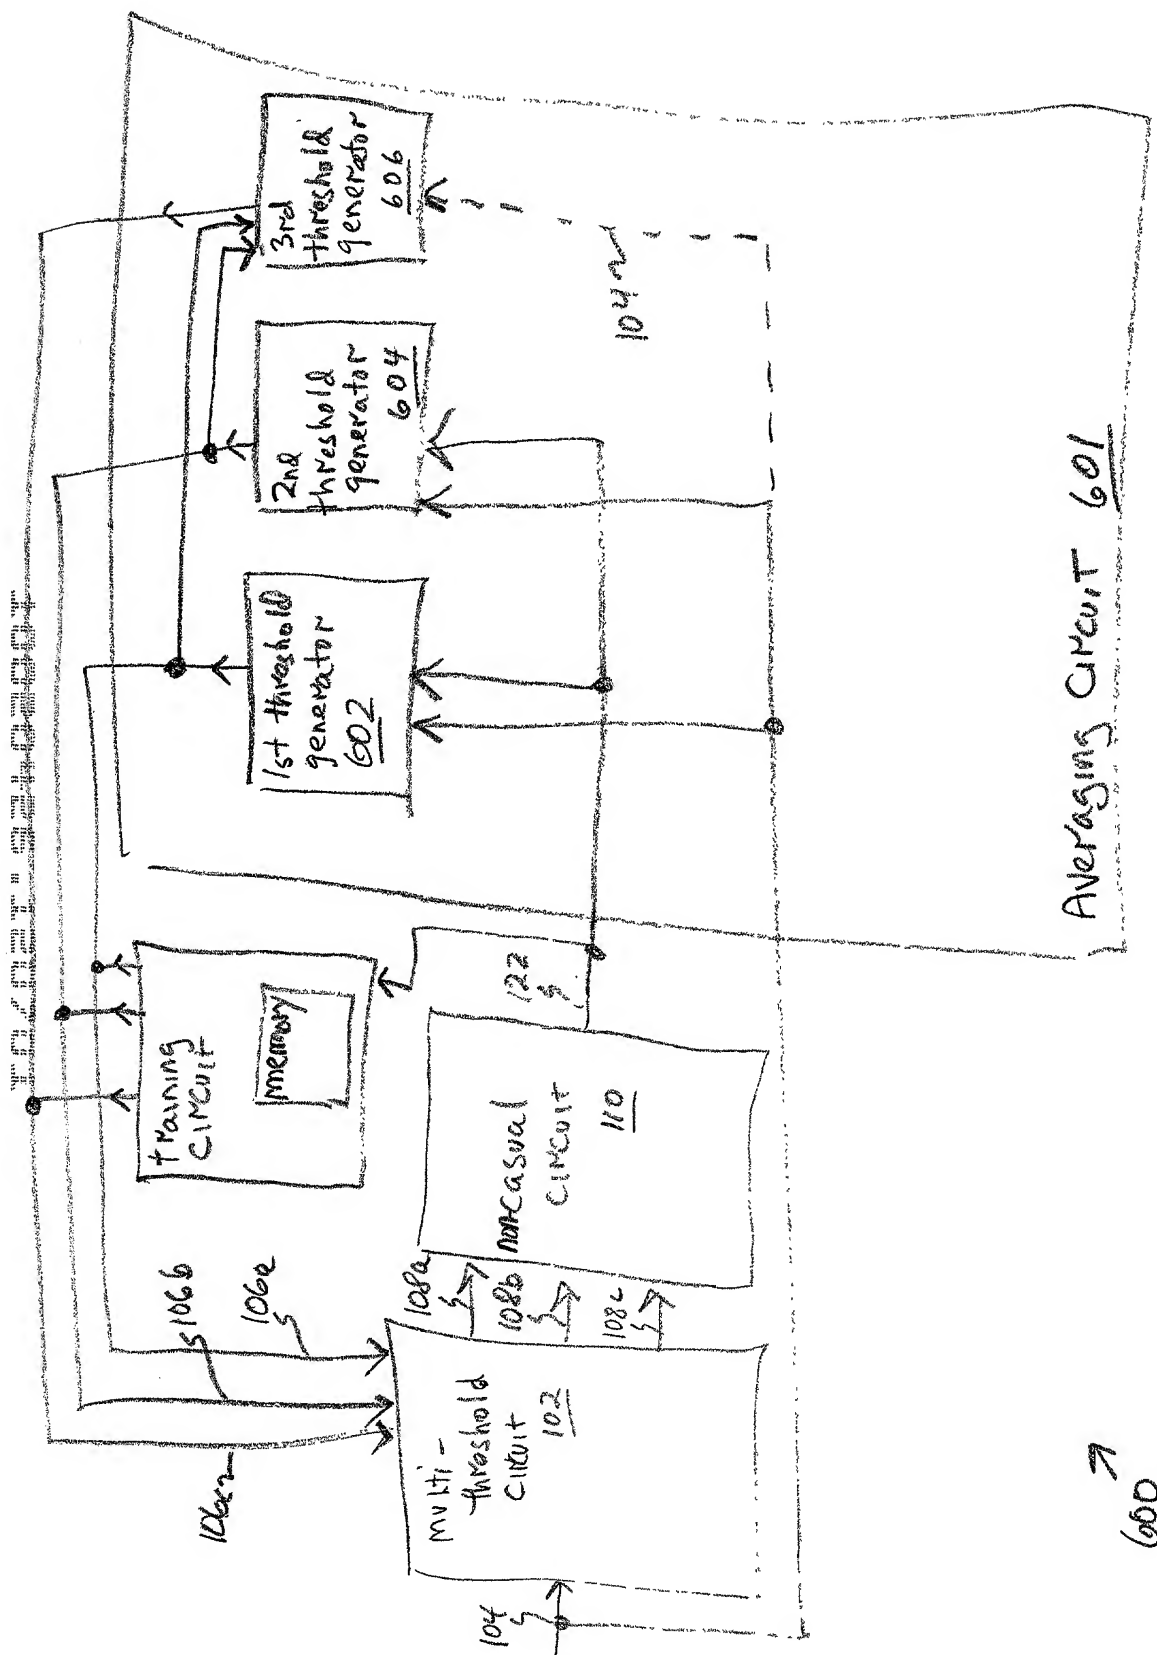 106c
106b
106a
104
multi-
threshold
circuit
102
108a
108b
108c
noncasual
circuit
110
122
training
circuit
memory
1st threshold
generator
602
2nd
threshold
generator
604
3rd
threshold
generator
606
104
Averaging Circuit 601
600